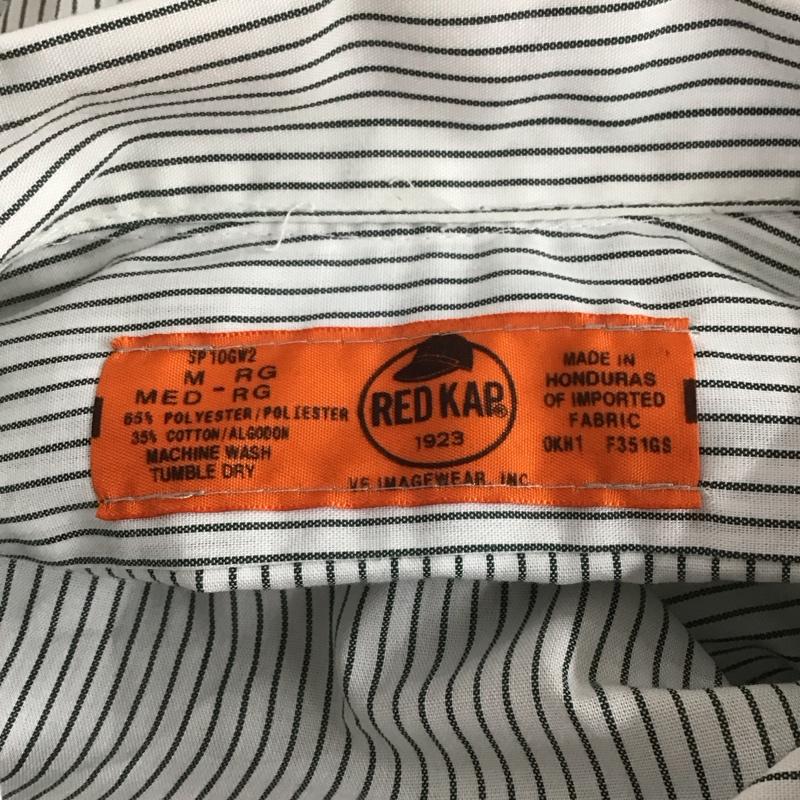 SP10GW2
M - RG
MED - RG
65% POLYESTER/POLIESTER
35% COTTON/ALGODON
MACHINE WASH
TUMBLE DRY
RED KAP®
1923
VF IMAGEWEAR, INC
MADE IN
HONDURAS
OF IMPORTED
FABRIC
0KH1 F351GS